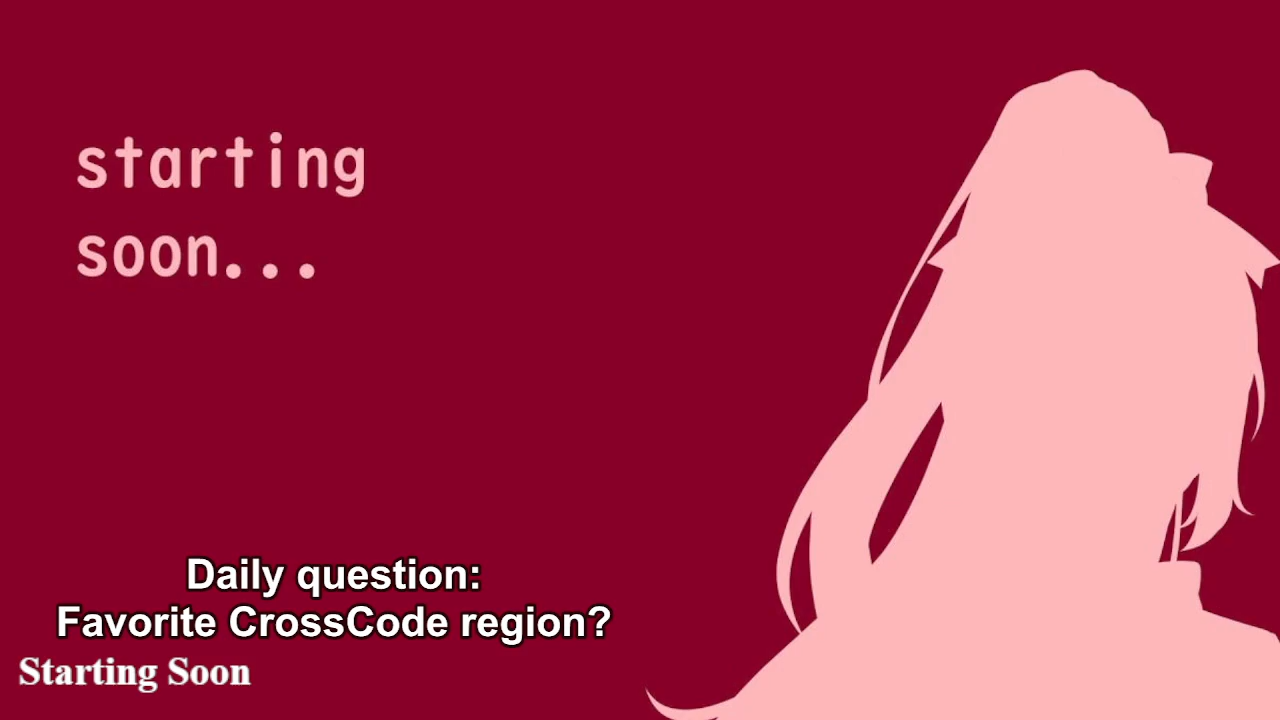 starting
soon...
Daily question:
Favorite CrossCode region?
Starting Soon